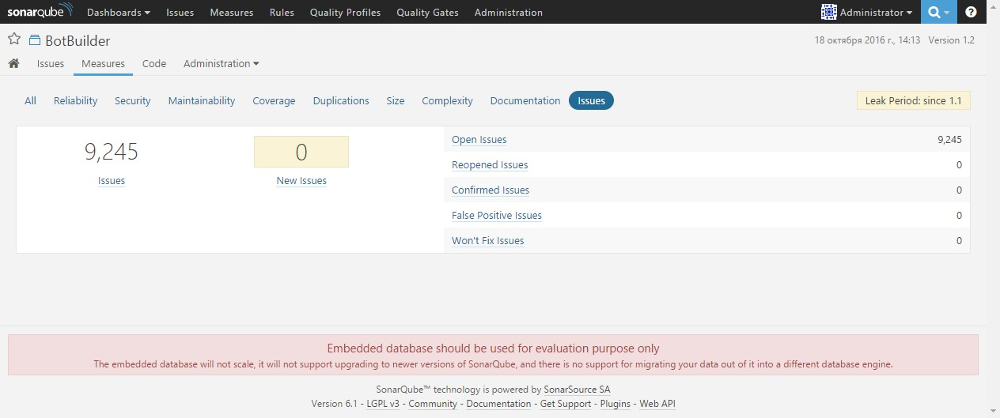 sonarqube Dashboards Issues Measures Rules Quality Profiles Quality Gates Administration Administrator ?
BotBuilder 18 октября 2016 г., 14:13 Version 1.2
Issues Measures Code Administration
All Reliability Security Maintainability Coverage Duplications Size Complexity Documentation Issues Leak Period: since 1.1
9,245
Issues
0
New Issues
Open Issues 9,245
Reopened Issues 0
Confirmed Issues 0
False Positive Issues 0
Won't Fix Issues 0
Embedded database should be used for evaluation purpose only
The embedded database will not scale, it will not support upgrading to newer versions of SonarQube, and there is no support for migrating your data out of it into a different database engine.
SonarQube™ technology is powered by SonarSource SA
Version 6.1 - LGPL v3 - Community - Documentation - Get Support - Plugins - Web API